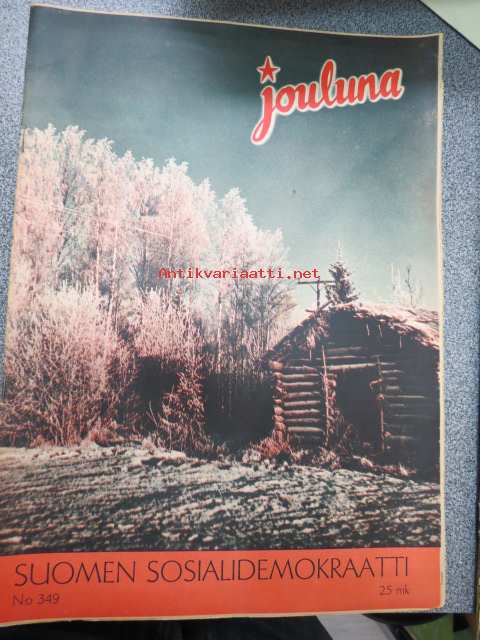 jouluna
Antikvariaatti.net
SUOMEN SOSIALIDEMOKRAATTI
No 349
25 mk